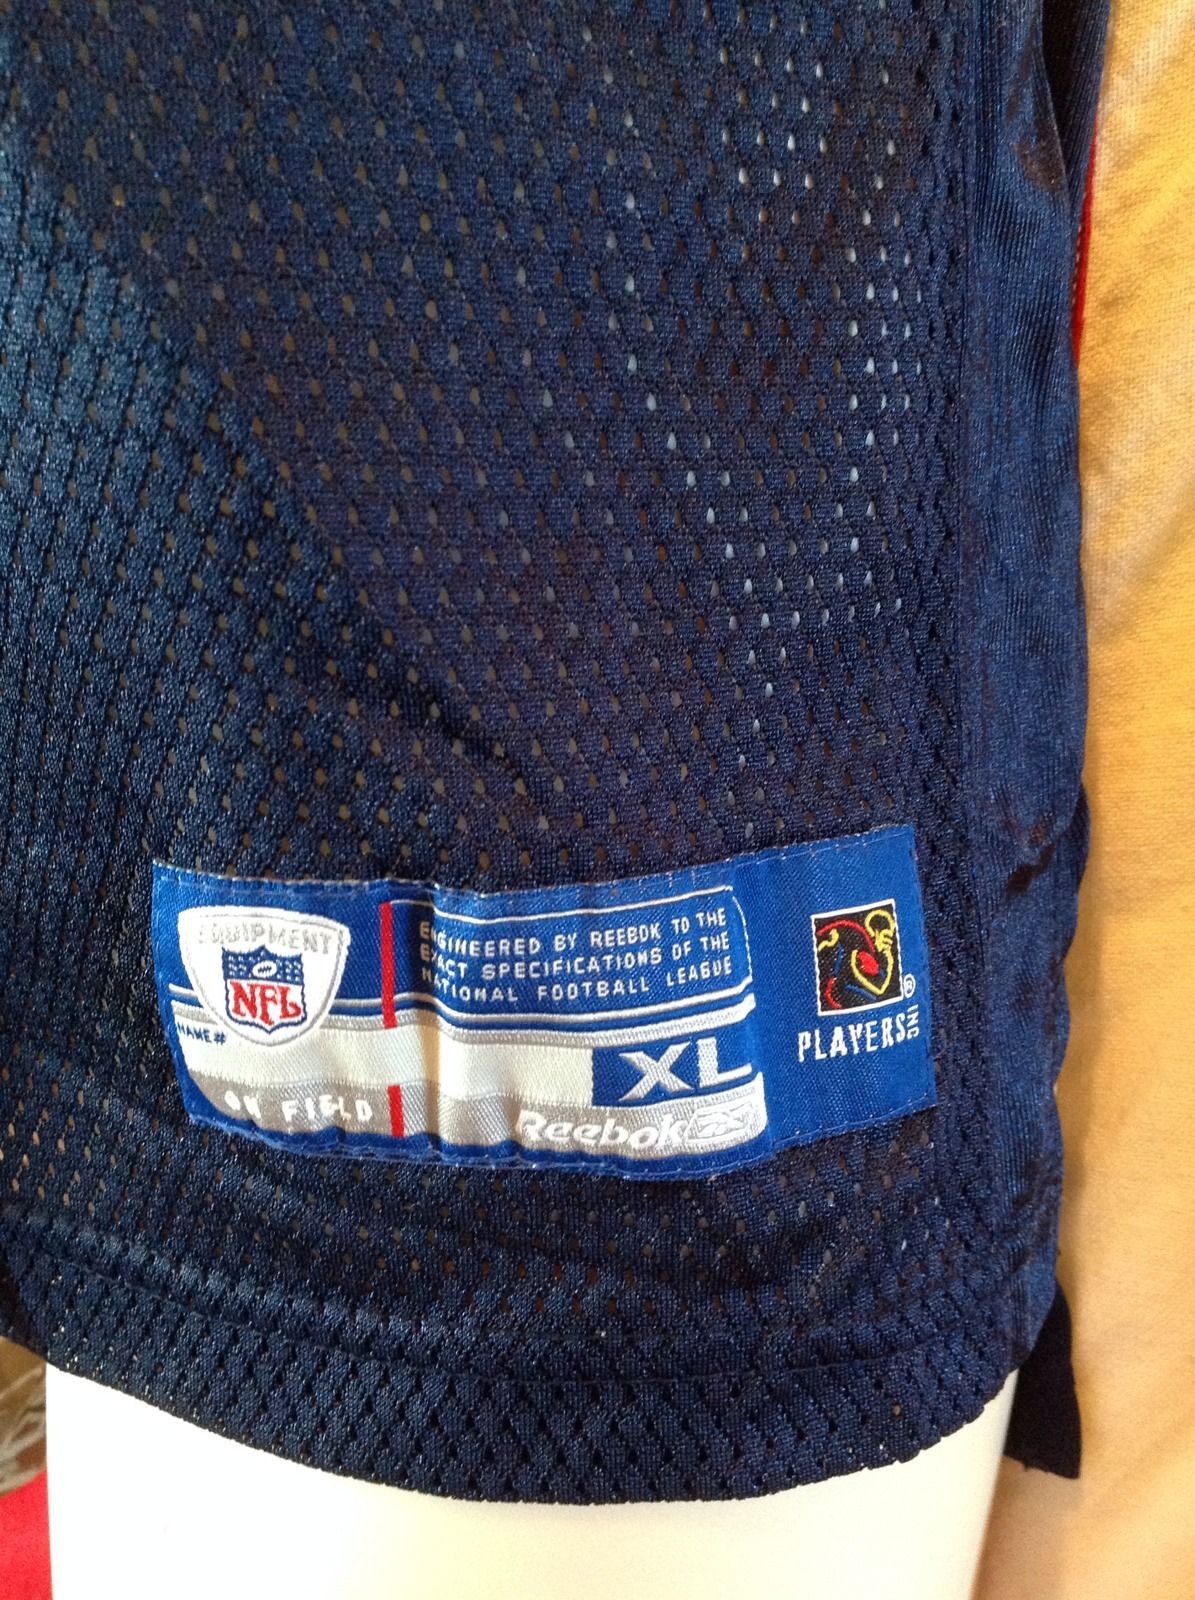 EQUIPMENT
NFL
NAME #
ON FIELD
ENGINEERED BY REEBOK TO THE
EXACT SPECIFICATIONS OF THE
NATIONAL FOOTBALL LEAGUE
XL
Reebok
®
PLAYERS INC